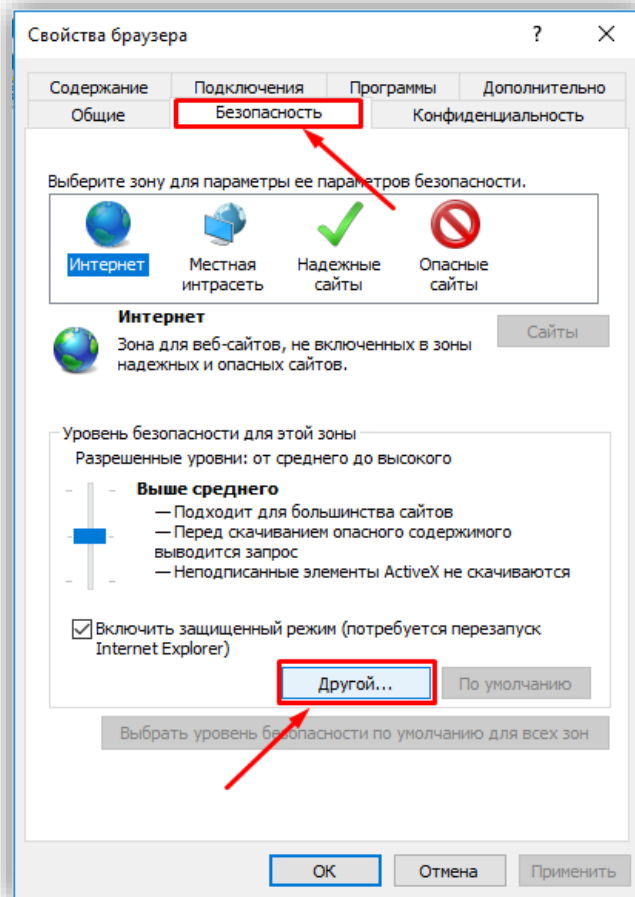 Свойства браузера
?
Содержание Подключения Программы Дополнительно
Общие Безопасность Конфиденциальность
Выберите зону для параметры ее параметров безопасности.
Интернет Местная интрасеть Надежные сайты Опасные сайты
Интернет
Зона для веб-сайтов, не включенных в зоны
надежных и опасных сайтов.
Сайты
Уровень безопасности для этой зоны
Разрешенные уровни: от среднего до высокого
Выше среднего
— Подходит для большинства сайтов
— Перед скачиванием опасного содержимого
выводится запрос
— Неподписанные элементы ActiveX не скачиваются
Включить защищенный режим (потребуется перезапуск
Internet Explorer)
Другой... По умолчанию
Выбрать уровень безопасности по умолчанию для всех зон
ОК Отмена Применить